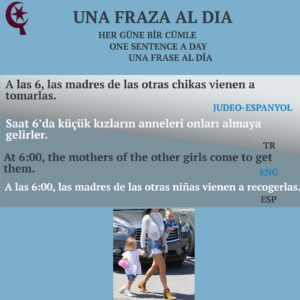 UNA FRAZA AL DIA
HER GÜNE BİR CÜMLE
ONE SENTENCE A DAY
UNA FRASE AL DÍA
A las 6, las madres de las otras chikas vienen a
tomarlas.
JUDEO-ESPANYOL
Saat 6'da küçük kızların anneleri onları almaya
gelirler.
TR
At 6:00, the mothers of the other girls come to get
them.
ENG
A las 6:00, las madres de las otras niñas vienen a recogerlas.
ESP